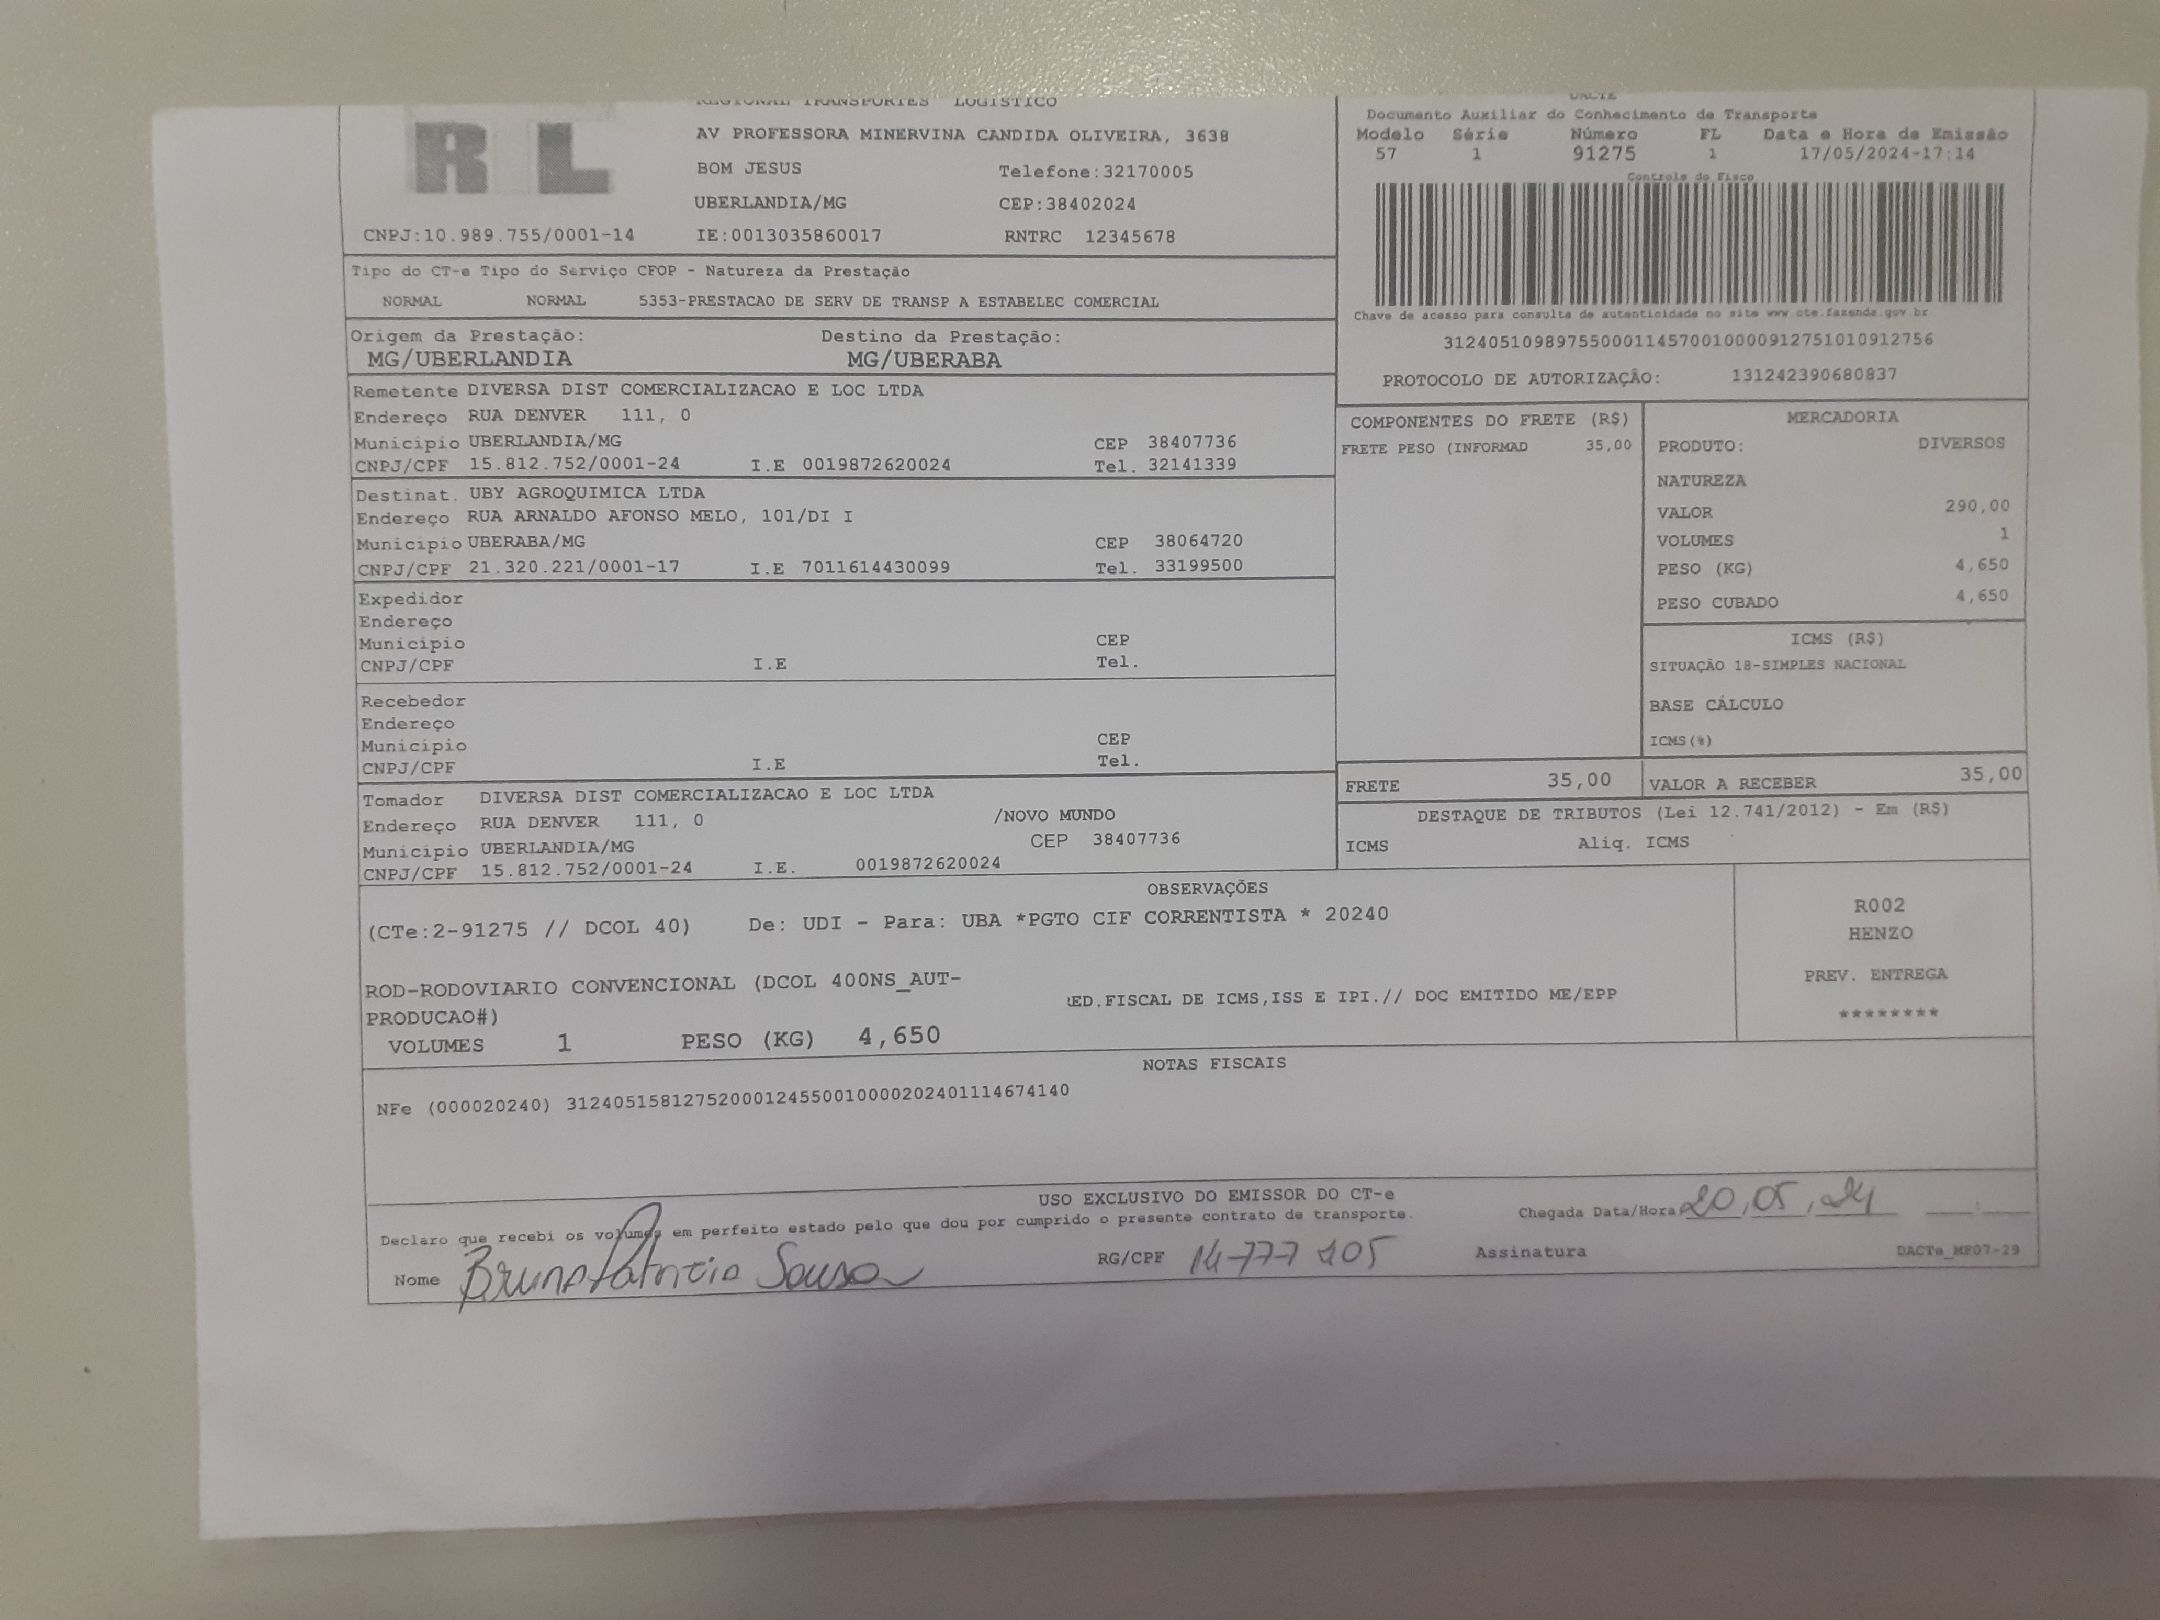 RL
REGIONAL TRANSPORTES LOGISTICO
AV PROFESSORA MINERVINA CANDIDA OLIVEIRA, 3638
BOM JESUS Telefone:32170005
UBERLANDIA/MG CEP:38402024
CNPJ:10.989.755/0001-14 IE:0013035860017 RNTRC 12345678
DACTE
Documento Auxiliar do Conhecimento de Transporte
Modelo Série Número FL Data e Hora de Emissão
57 1 91275 1 17/05/2024-17:14
Controle do Fisco
Chave de acesso para consulta de autenticidade no site www.cte.fazenda.gov.br
31240510989755000114570010000912751010912756
PROTOCOLO DE AUTORIZAÇÃO: 131242390680837
Tipo do CT-e Tipo do Serviço CFOP - Natureza da Prestação
NORMAL NORMAL 5353-PRESTACAO DE SERV DE TRANSP A ESTABELEC COMERCIAL
Origem da Prestação: Destino da Prestação:
MG/UBERLANDIA MG/UBERABA
Remetente DIVERSA DIST COMERCIALIZACAO E LOC LTDA
Endereço RUA DENVER 111, 0
Municipio UBERLANDIA/MG CEP 38407736
CNPJ/CPF 15.812.752/0001-24 I.E 0019872620024 Tel. 32141339
Destinat. UBY AGROQUIMICA LTDA
Endereço RUA ARNALDO AFONSO MELO, 101/DI I
Municipio UBERABA/MG CEP 38064720
CNPJ/CPF 21.320.221/0001-17 I.E 7011614430099 Tel. 33199500
Expedidor
Endereço
Municipio CEP
CNPJ/CPF I.E Tel.
Recebedor
Endereço
Municipio CEP
CNPJ/CPF I.E Tel.
Tomador DIVERSA DIST COMERCIALIZACAO E LOC LTDA
Endereço RUA DENVER 111, 0 /NOVO MUNDO
Municipio UBERLANDIA/MG CEP 38407736
CNPJ/CPF 15.812.752/0001-24 I.E. 0019872620024
COMPONENTES DO FRETE (R$)
FRETE PESO (INFORMAD 35,00
MERCADORIA
PRODUTO: DIVERSOS
NATUREZA
VALOR 290,00
VOLUMES 1
PESO (KG) 4,650
PESO CUBADO 4,650
ICMS (R$)
SITUAÇÃO 18-SIMPLES NACIONAL
BASE CÁLCULO
ICMS(%)
FRETE 35,00 VALOR A RECEBER 35,00
DESTAQUE DE TRIBUTOS (Lei 12.741/2012) - Em (R$)
ICMS Aliq. ICMS
OBSERVAÇÕES
(CTe:2-91275 // DCOL 40) De: UDI - Para: UBA *PGTO CIF CORRENTISTA * 20240
ROD-RODOVIARIO CONVENCIONAL (DCOL 400NS_AUT-
PRODUCAO#) RED.FISCAL DE ICMS,ISS E IPI.// DOC EMITIDO ME/EPP
VOLUMES 1 PESO (KG) 4,650
R002
HENZO
PREV. ENTREGA
********
NOTAS FISCAIS
NFe (000020240) 31240515812752000124550010000202401114674140
USO EXCLUSIVO DO EMISSOR DO CT-e
Declaro que recebi os volumes em perfeito estado pelo que dou por cumprido o presente contrato de transporte. Chegada Data/Hora 20,05,24 :
Nome Bruna Patricia Sousa RG/CPF 14-777 205 Assinatura DACTe_MF07-29